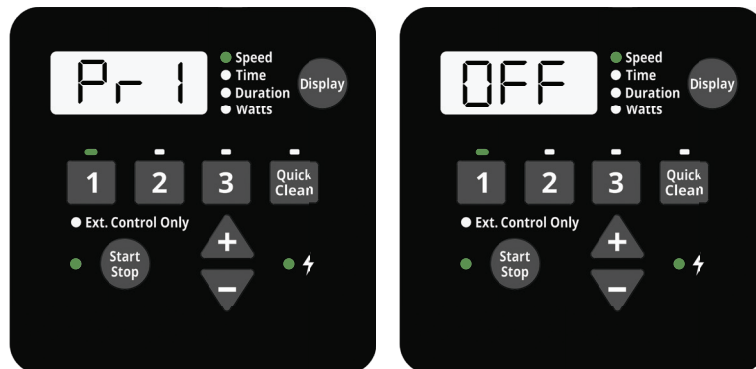 Pr 1
Speed
Time
Duration
Watts
Display
1 2 3 Quick Clean
Ext. Control Only
Start Stop
+
−
OFF
Speed
Time
Duration
Watts
Display
1 2 3 Quick Clean
Ext. Control Only
Start Stop
+
−